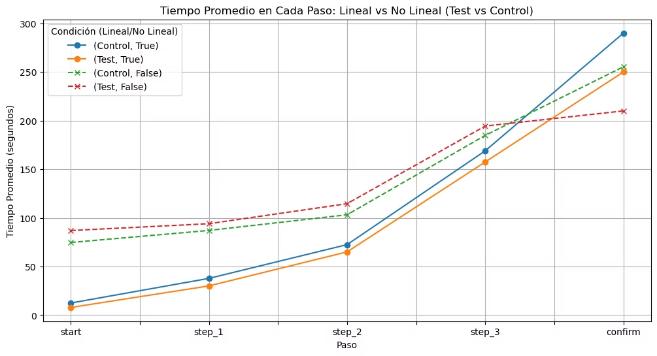 Tiempo Promedio en Cada Paso: Lineal vs No Lineal (Test vs Control)
Condición (Lineal/No Lineal)
(Control, True)
(Test, True)
(Control, False)
(Test, False)
Tiempo Promedio (segundos)
300
250
200
150
100
50
0
start
step_1
step_2
step_3
confirm
Paso